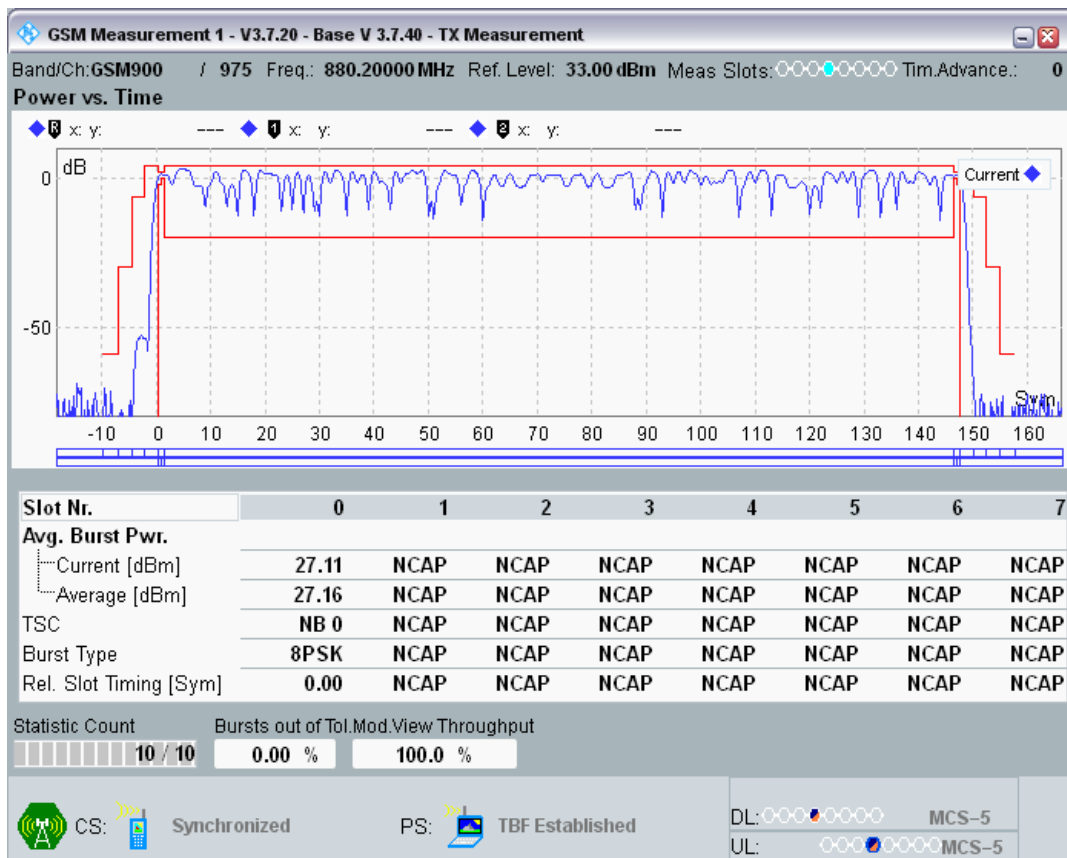 GSM Measurement 1 - V3.7.20 - Base V 3.7.40 - TX Measurement
Band/Ch:GSM900 / 975 Freq.: 880.20000 MHz Ref. Level: 33.00 dBm Meas Slots: Tim.Advance.: 0
Power vs. Time
R x: y: --- 1 x: y: --- 2 x: y: ---
dB
Current
0
-50
Sym
-10 0 10 20 30 40 50 60 70 80 90 100 110 120 130 140 150 160
Slot Nr. 0 1 2 3 4 5 6 7
Avg. Burst Pwr.
Current [dBm] 27.11 NCAP NCAP NCAP NCAP NCAP NCAP NCAP
Average [dBm] 27.16 NCAP NCAP NCAP NCAP NCAP NCAP NCAP
TSC NB 0 NCAP NCAP NCAP NCAP NCAP NCAP NCAP
Burst Type 8PSK NCAP NCAP NCAP NCAP NCAP NCAP NCAP
Rel. Slot Timing [Sym] 0.00 NCAP NCAP NCAP NCAP NCAP NCAP NCAP
Statistic Count Bursts out of Tol.Mod.View Throughput
10 / 10 0.00 % 100.0 %
CS: Synchronized PS: TBF Established
DL: MCS-5
UL: MCS-5